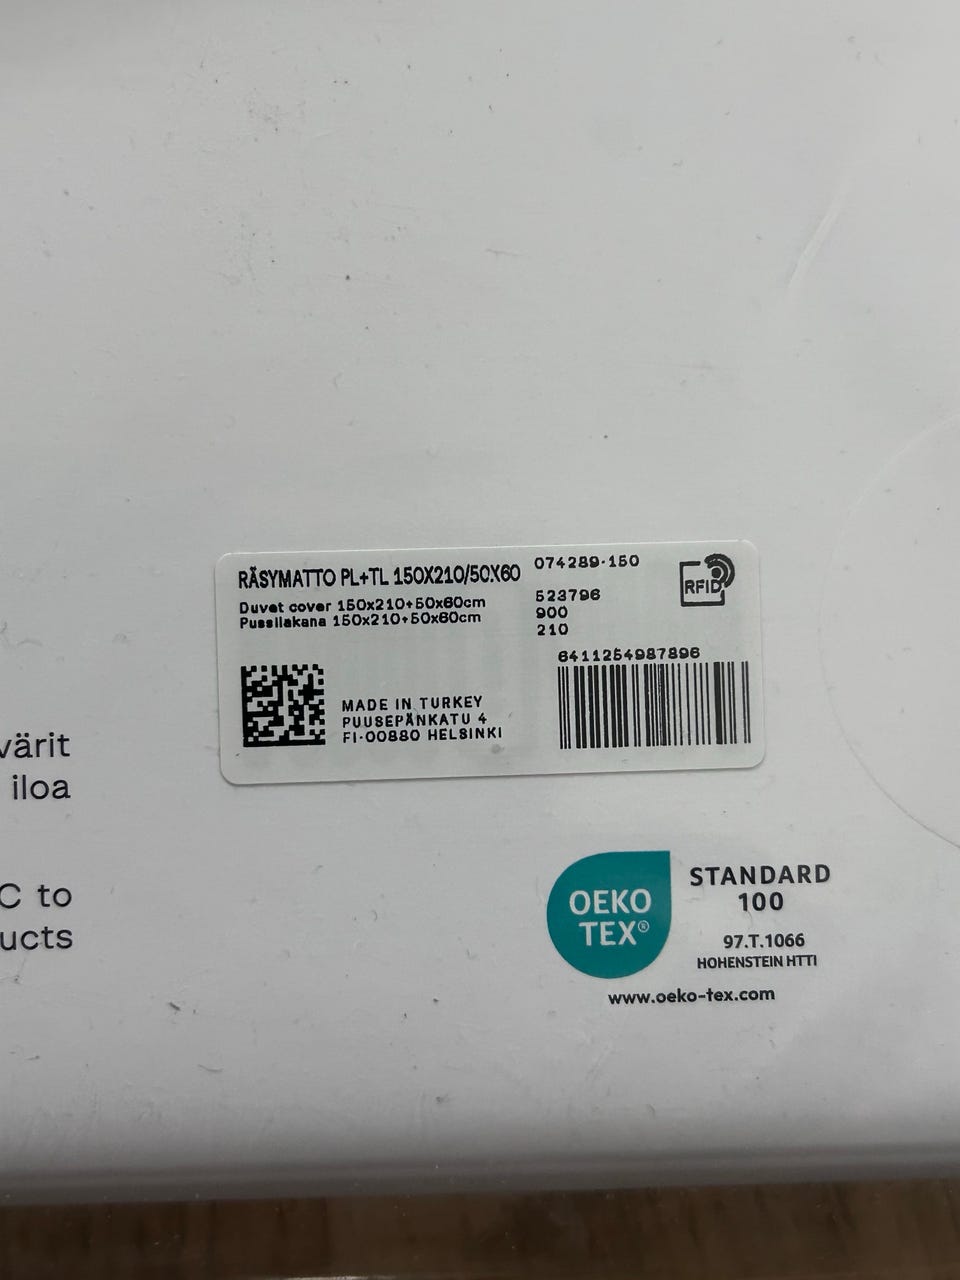 RÄSYMATTO PL+TL 150X210/50X60
Duvet cover 150x210+50x60cm
Pussilakana 150x210+50x60cm
074289-150
523796
900
210
RFID
6411254987896
MADE IN TURKEY
PUUSEPÄNKATU 4
FI-00880 HELSINKI
värit
iloa
C to
ucts
OEKO
TEX®
STANDARD
100
97.T.1066
HOHENSTEIN HTTI
www.oeko-tex.com